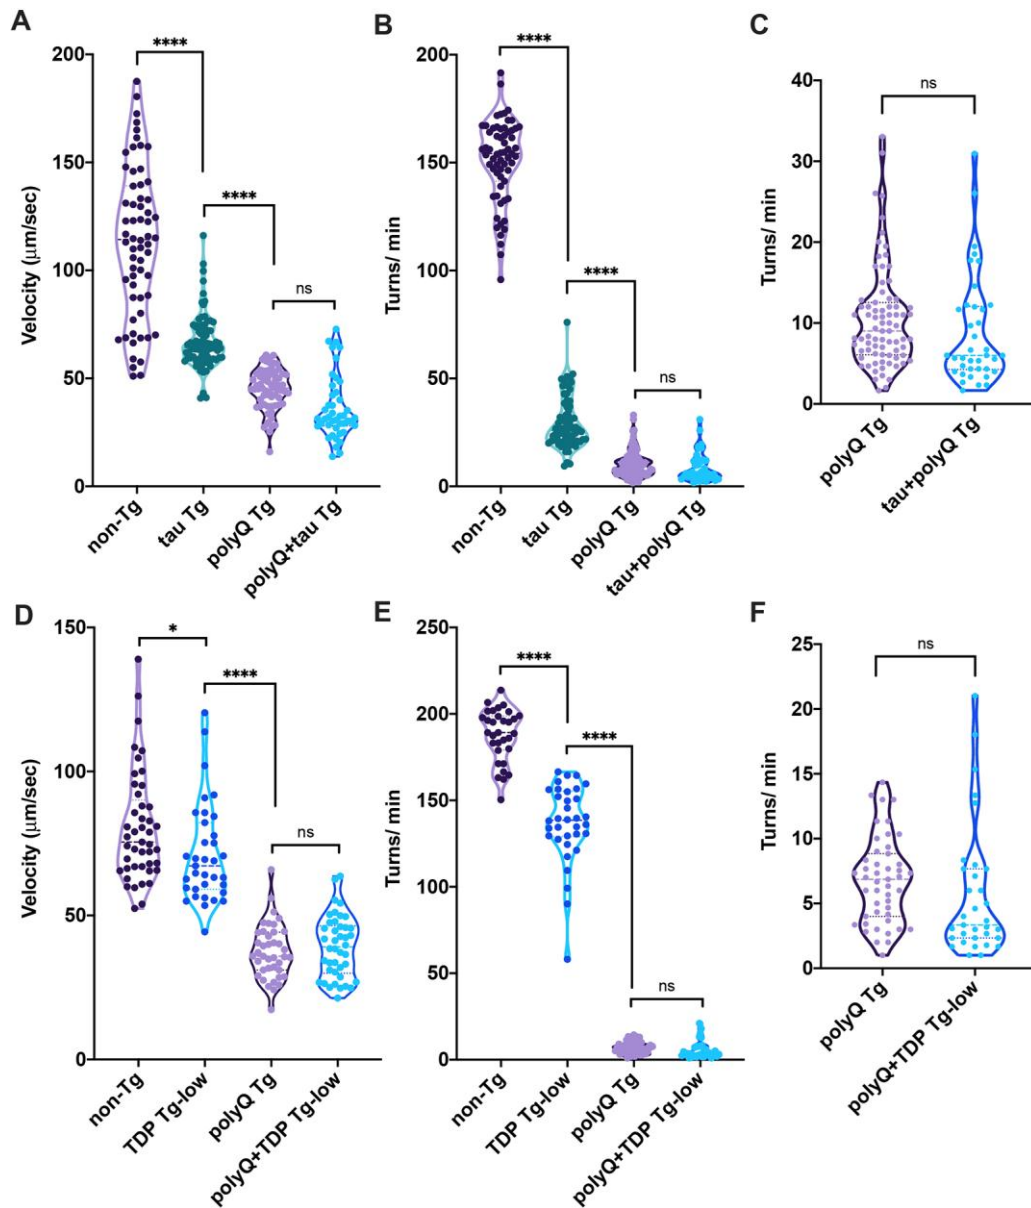 A
Velocity (μm/sec)
200
150
100
50
0
****
****
ns
non-Tg
tau Tg
polyQ Tg
polyQ+tau Tg
B
Turns/ min
200
150
100
50
0
****
****
ns
non-Tg
tau Tg
polyQ Tg
tau+polyQ Tg
C
Turns/ min
40
30
20
10
0
ns
polyQ Tg
tau+polyQ Tg
D
Velocity (μm/sec)
150
100
50
0
*
****
ns
non-Tg
TDP Tg-low
polyQ Tg
polyQ+TDP Tg-low
E
Turns/ min
250
200
150
100
50
0
****
****
ns
non-Tg
TDP Tg-low
polyQ Tg
polyQ+TDP Tg-low
F
Turns/ min
25
20
15
10
5
0
ns
polyQ Tg
polyQ+TDP Tg-low